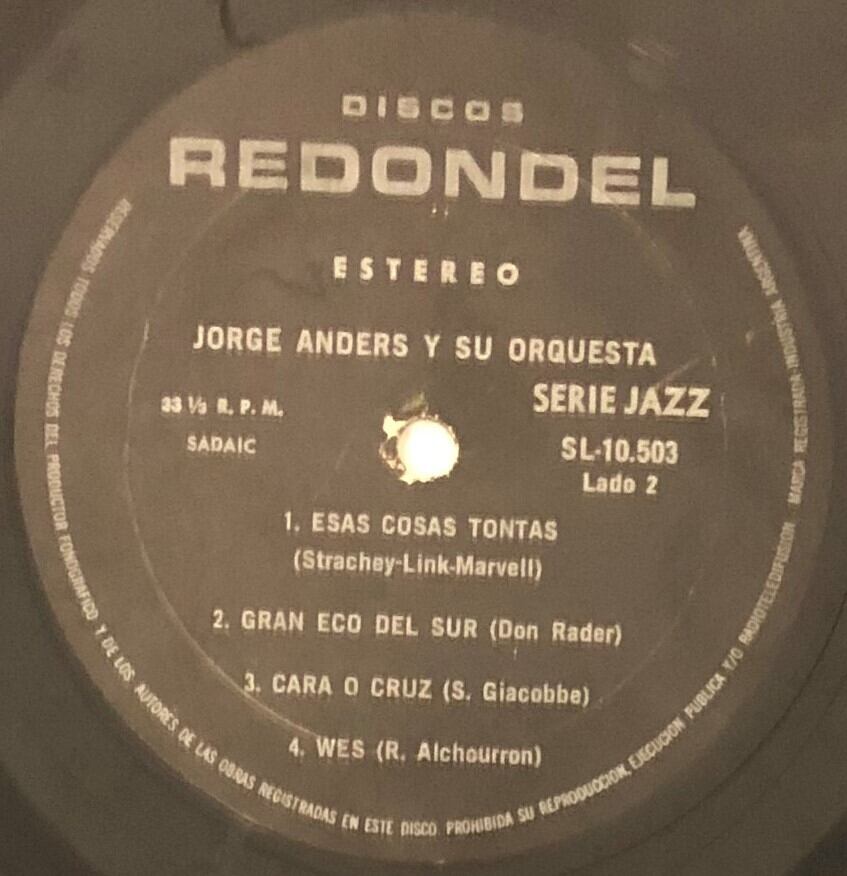 DISCOS
REDONDEL
ESTEREO
JORGE ANDERS Y SU ORQUESTA
33 ⅓ R. P. M.
SERIE JAZZ
SADAIC
SL-10.503
Lado 2
1. ESAS COSAS TONTAS
(Strachey-Link-Marvell)
2. GRAN ECO DEL SUR (Don Rader)
3. CARA O CRUZ (S. Giacobbe)
4. WES (R. Alchourron)
RESERVADOS TODOS LOS DERECHOS DEL PRODUCTOR FONOGRAFICO Y DE LOS AUTORES DE LAS OBRAS REGISTRADAS EN ESTE DISCO. PROHIBIDA SU REPRODUCCION, EJECUCION PUBLICA Y/O RADIOTELEDIFUSION MARCA REGISTRADA INDUSTRIA ARGENTINA